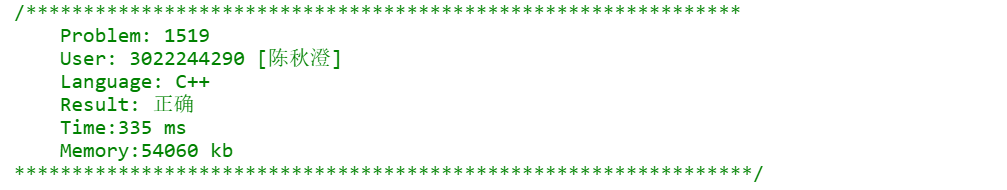 /**************************************************************
Problem: 1519
User: 3022244290 [陈秋澄]
Language: C++
Result: 正确
Time:335 ms
Memory:54060 kb
****************************************************************/